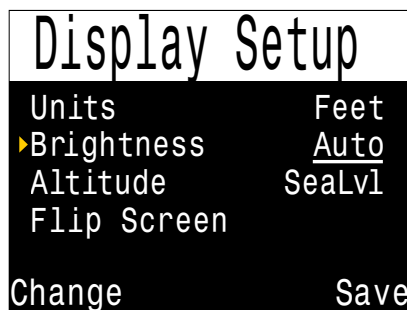 Display Setup
Units Feet
Brightness Auto
Altitude SeaLvl
Flip Screen
Change Save